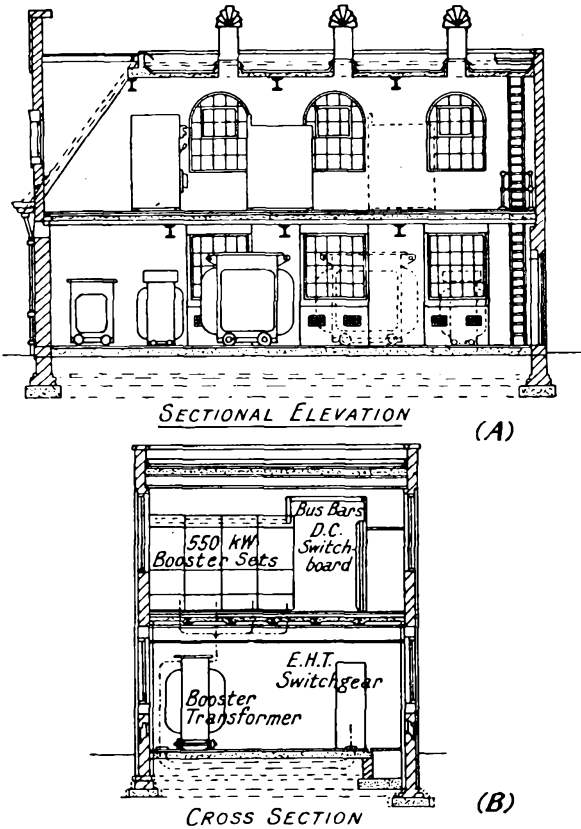 SECTIONAL ELEVATION
(A)
Bus Bars
D.C.
Switch-
board
550 kW
Booster Sets
E.H.T.
Switchgear
Booster
Transformer
CROSS SECTION
(B)